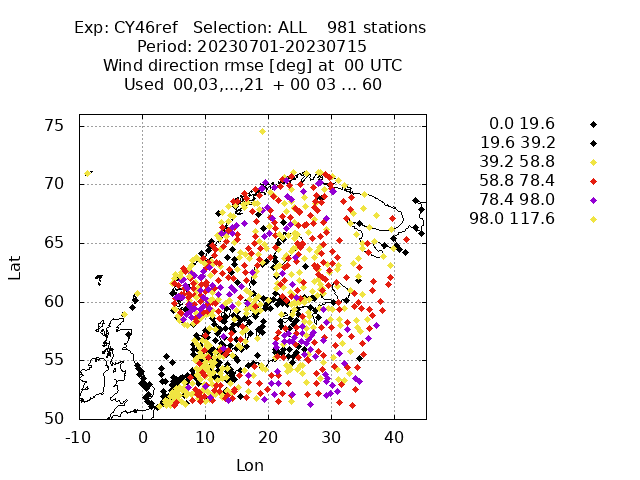 Exp: CY46ref   Selection: ALL    981 stations
Period: 20230701-20230715
Wind direction rmse [deg] at  00 UTC
Used  00,03,...,21  + 00 03 ... 60
0.0 19.6
19.6 39.2
39.2 58.8
58.8 78.4
78.4 98.0
98.0 117.6
75
70
65
60
55
50
Lat
-10 0 10 20 30 40
Lon